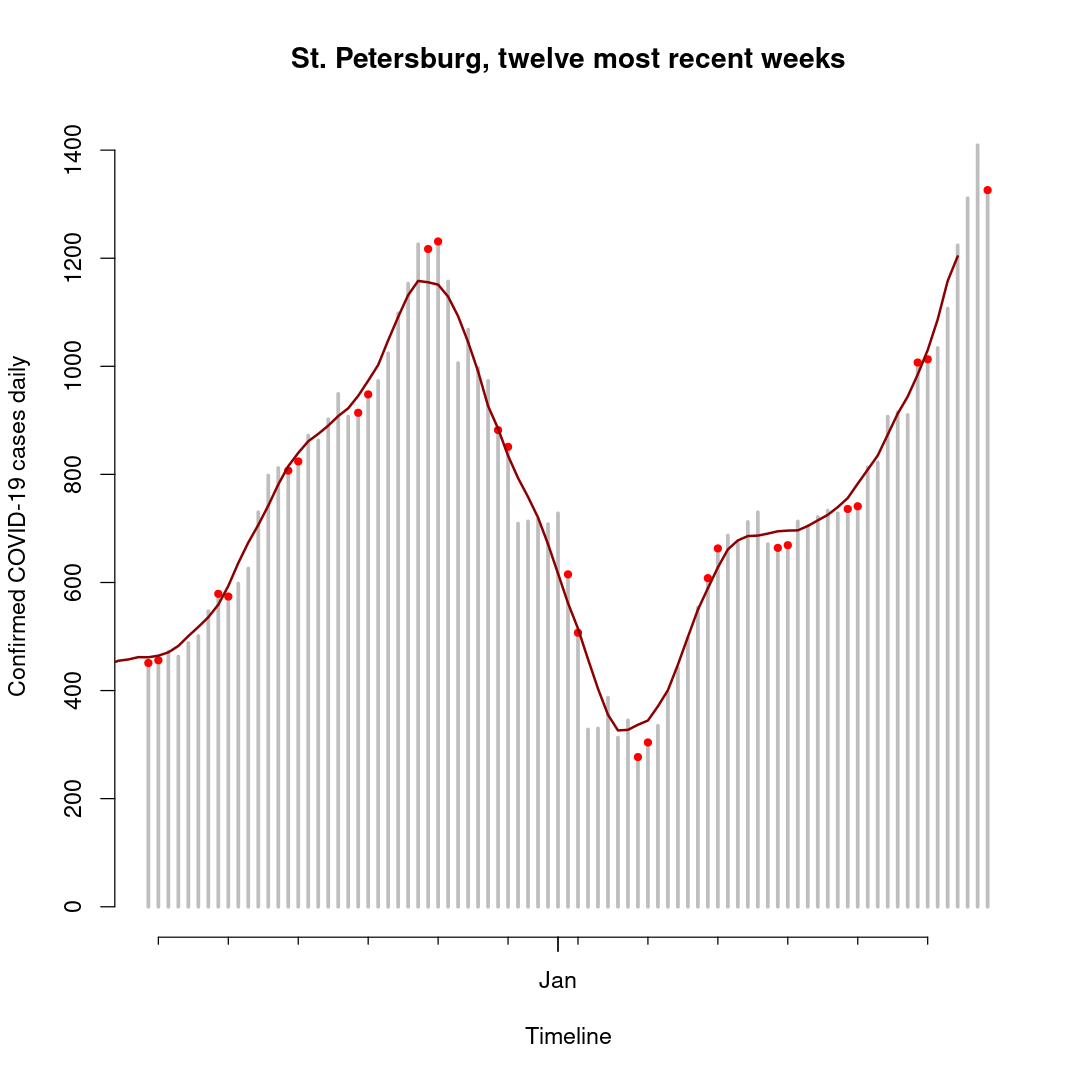 St. Petersburg, twelve most recent weeks
Confirmed COVID-19 cases daily
1400
1200
1000
800
600
400
200
0
Jan
Timeline